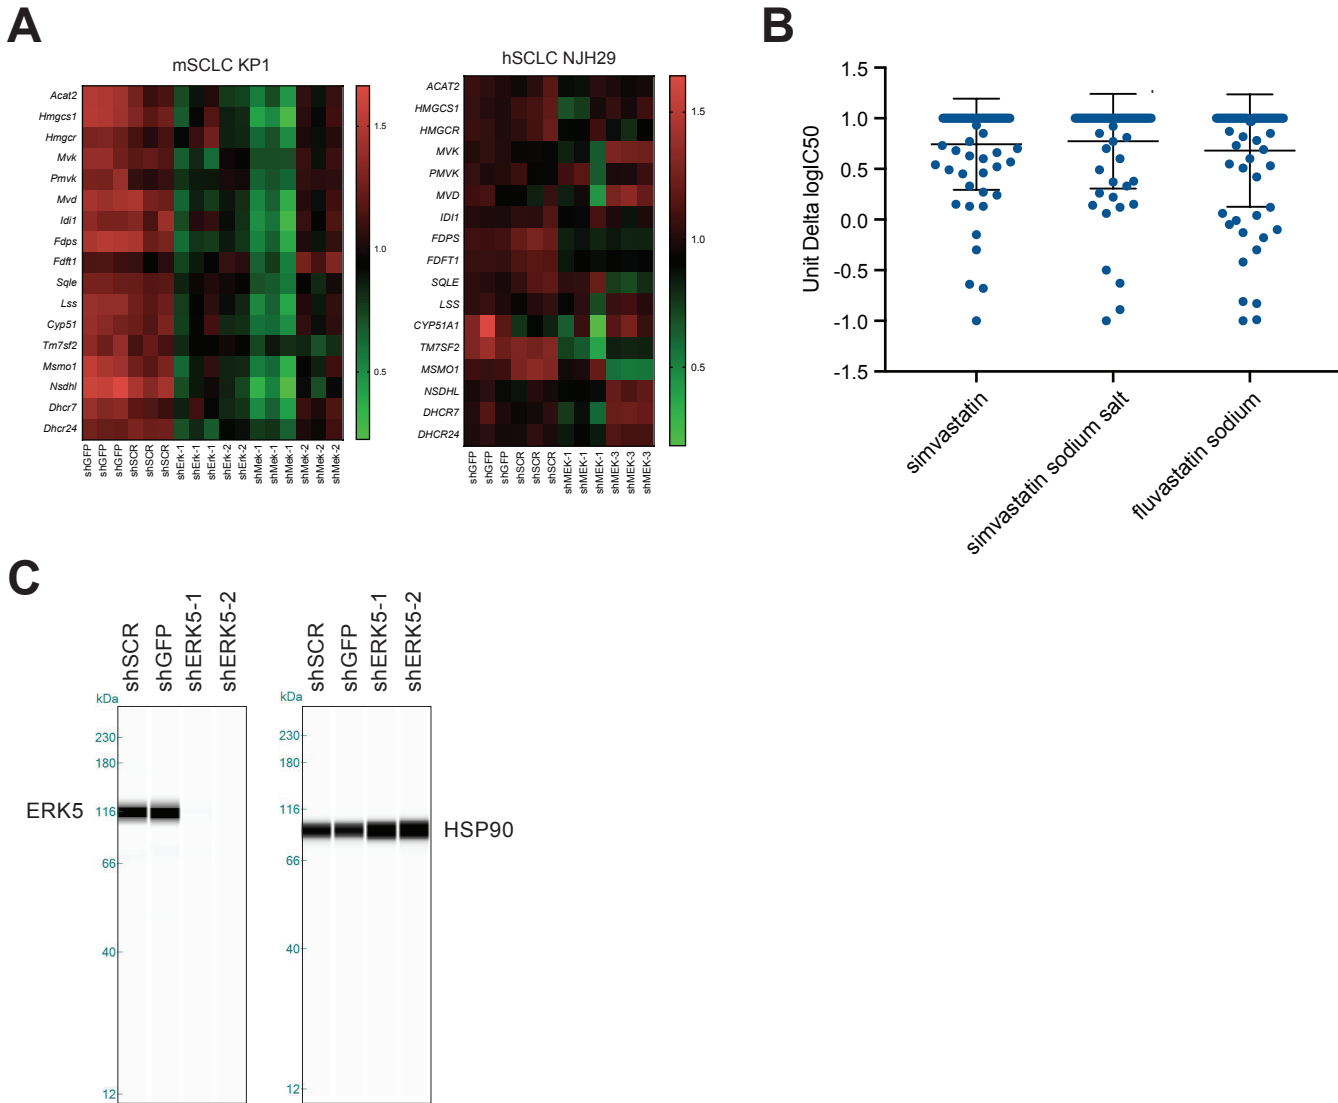 A
mSCLC KP1
Acat2
Hmgcs1
Hmgcr
Mvk
Pmvk
Mvd
Idi1
Fdps
Fdft1
Sqle
Lss
Cyp51
Tm7sf2
Msmo1
Nsdhl
Dhcr7
Dhcr24
1.5
1.0
0.5
shGFP
shGFP
shGFP
shSCR
shSCR
shSCR
shErk-1
shErk-1
shErk-1
shErk-2
shErk-2
shMek-1
shMek-1
shMek-1
shMek-2
shMek-2
shMek-2
hSCLC NJH29
ACAT2
HMGCS1
HMGCR
MVK
PMVK
MVD
IDI1
FDPS
FDFT1
SQLE
LSS
CYP51A1
TM7SF2
MSMO1
NSDHL
DHCR7
DHCR24
1.5
1.0
0.5
shGFP
shGFP
shGFP
shSCR
shSCR
shSCR
shMEK-1
shMEK-1
shMEK-1
shMEK-3
shMEK-3
shMEK-3
B
Unit Delta logIC50
1.5
1.0
0.5
0.0
-0.5
-1.0
-1.5
simvastatin
simvastatin sodium salt
fluvastatin sodium
C
shSCR
shGFP
shERK5-1
shERK5-2
kDa
230
180
116
66
40
12
ERK5
shSCR
shGFP
shERK5-1
shERK5-2
kDa
230
180
116
66
40
12
HSP90